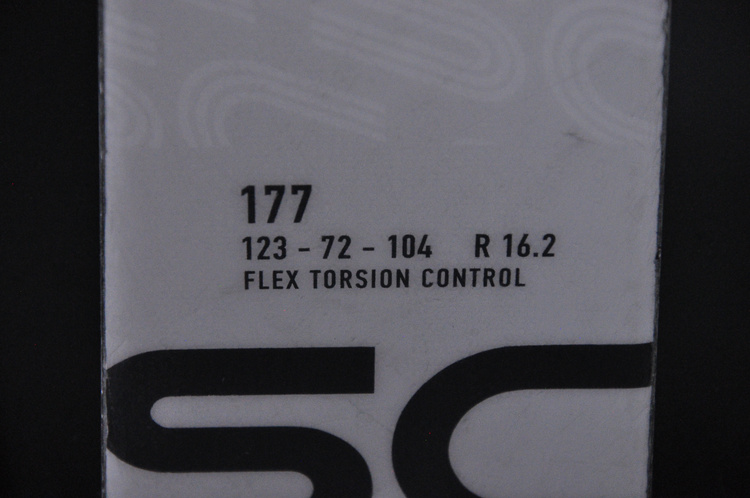 177
123 - 72 - 104 R 16.2
FLEX TORSION CONTROL
SC